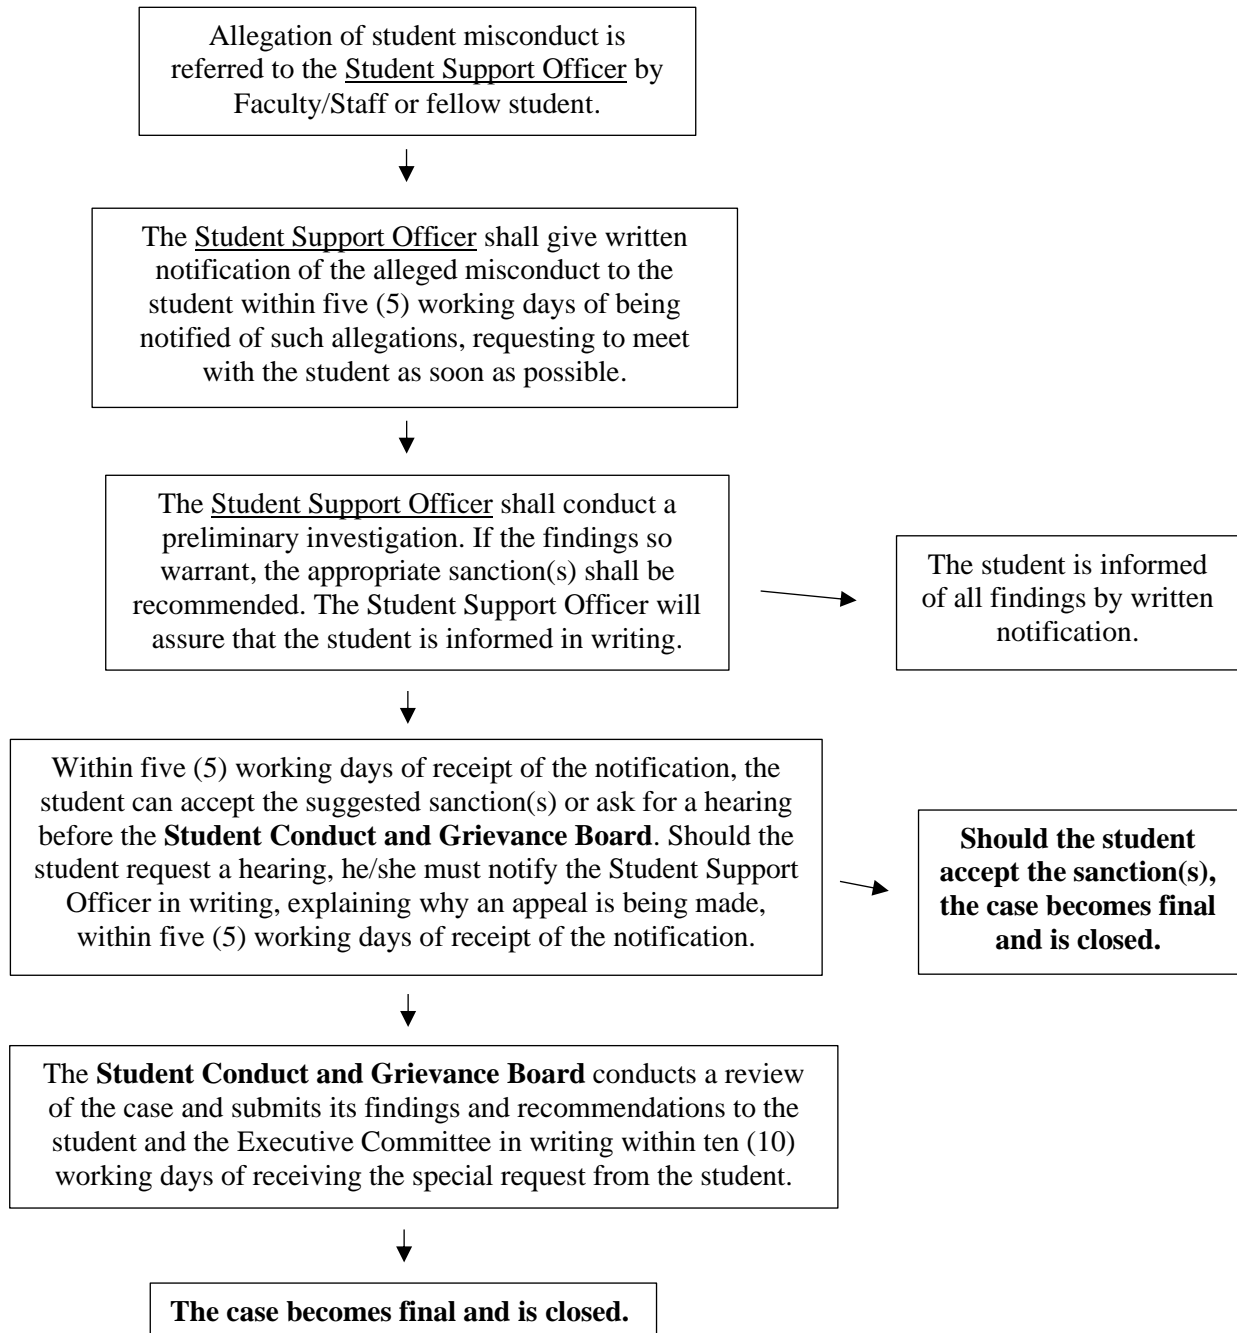 Allegation of student misconduct is
referred to the Student Support Officer by
Faculty/Staff or fellow student.
The Student Support Officer shall give written
notification of the alleged misconduct to the
student within five (5) working days of being
notified of such allegations, requesting to meet
with the student as soon as possible.
The Student Support Officer shall conduct a
preliminary investigation. If the findings so
warrant, the appropriate sanction(s) shall be
recommended. The Student Support Officer will
assure that the student is informed in writing.
The student is informed
of all findings by written
notification.
Within five (5) working days of receipt of the notification, the
student can accept the suggested sanction(s) or ask for a hearing
before the Student Conduct and Grievance Board. Should the
student request a hearing, he/she must notify the Student Support
Officer in writing, explaining why an appeal is being made,
within five (5) working days of receipt of the notification.
Should the student
accept the sanction(s),
the case becomes final
and is closed.
The Student Conduct and Grievance Board conducts a review
of the case and submits its findings and recommendations to the
student and the Executive Committee in writing within ten (10)
working days of receiving the special request from the student.
The case becomes final and is closed.